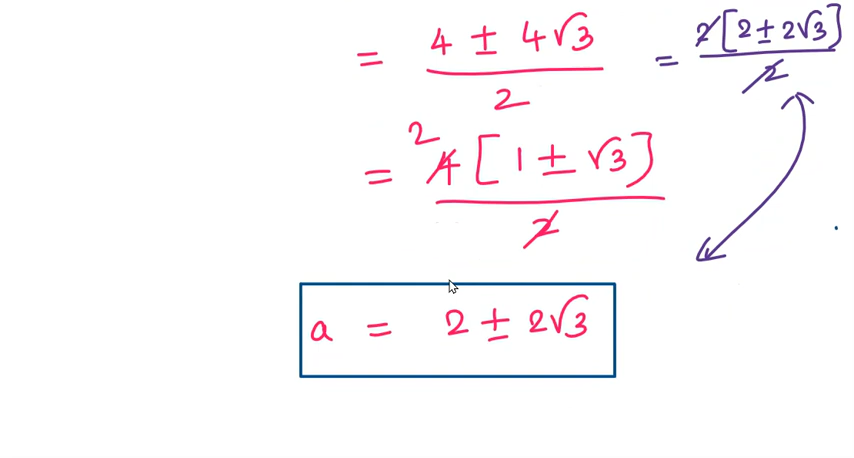 = (4 ± 4√3)/2 = 2[2 ± 2√3]/2
= 2 4[1 ± √3]/2
a = 2 ± 2√3